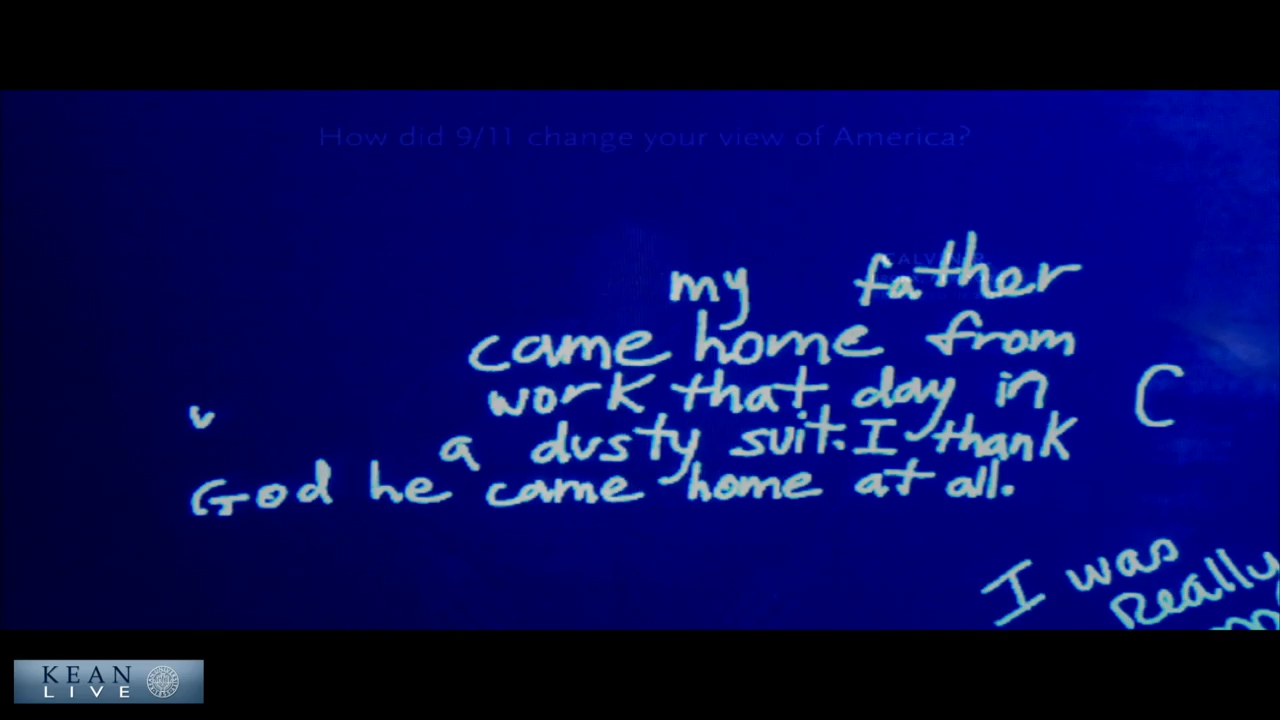 How did 9/11 change your view of America?
my father
came home from
work that day in
a dusty suit. I thank
God he came home at all.
C
I was
Really
KEAN
LIVE